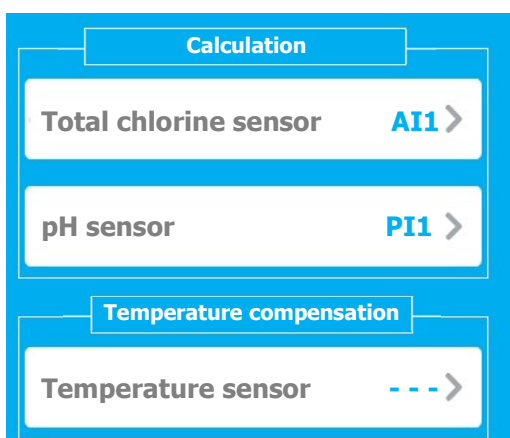 Calculation
Total chlorine sensor AI1
pH sensor PI1
Temperature compensation
Temperature sensor - - -